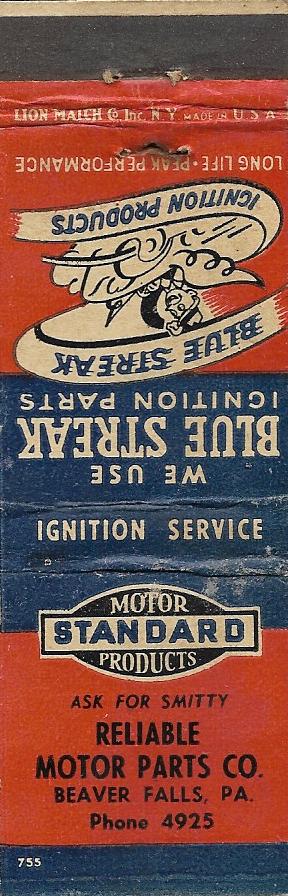 LION MATCH Co. Inc. N.Y. MADE IN U S A
WE USE
BLUE STREAK
IGNITION PARTS
BLUE STREAK
IGNITION PRODUCTS
LONG LIFE • PEAK PERFORMANCE
IGNITION SERVICE
MOTOR
STANDARD
PRODUCTS
ASK FOR SMITTY
RELIABLE
MOTOR PARTS CO.
BEAVER FALLS, PA.
Phone 4925
755